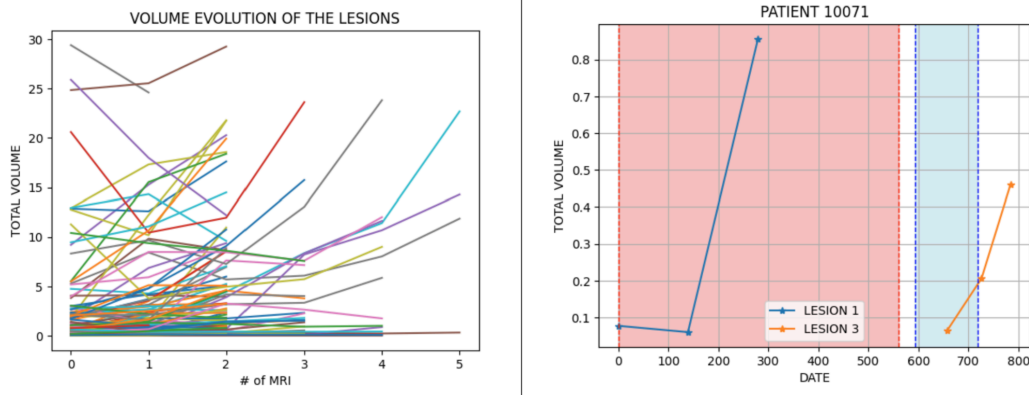 VOLUME EVOLUTION OF THE LESIONS
30
25
20
15
10
5
0
TOTAL VOLUME
0 1 2 3 4 5
# of MRI
PATIENT 10071
0.8
0.7
0.6
0.5
0.4
0.3
0.2
0.1
TOTAL VOLUME
LESION 1
LESION 3
0 100 200 300 400 500 600 700 800
DATE